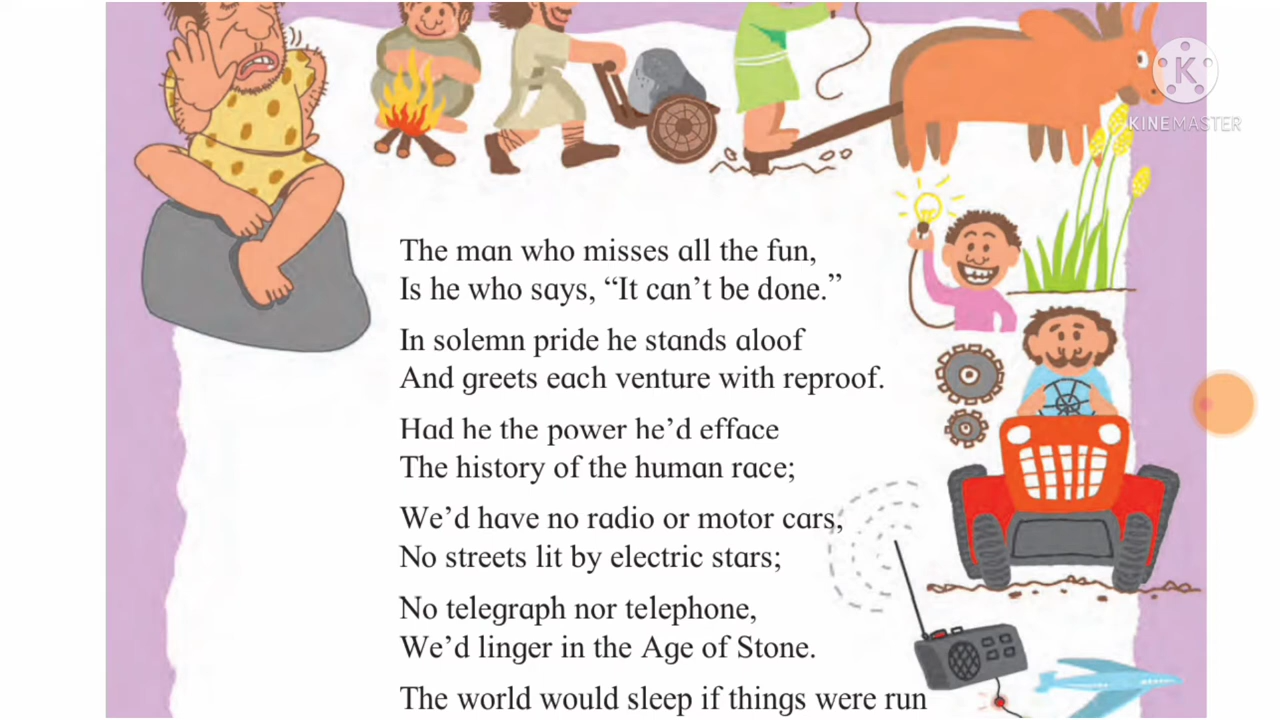 K
KINEMASTER
The man who misses all the fun,
Is he who says, “It can’t be done.”
In solemn pride he stands aloof
And greets each venture with reproof.
Had he the power he’d efface
The history of the human race;
We’d have no radio or motor cars,
No streets lit by electric stars;
No telegraph nor telephone,
We’d linger in the Age of Stone.
The world would sleep if things were run